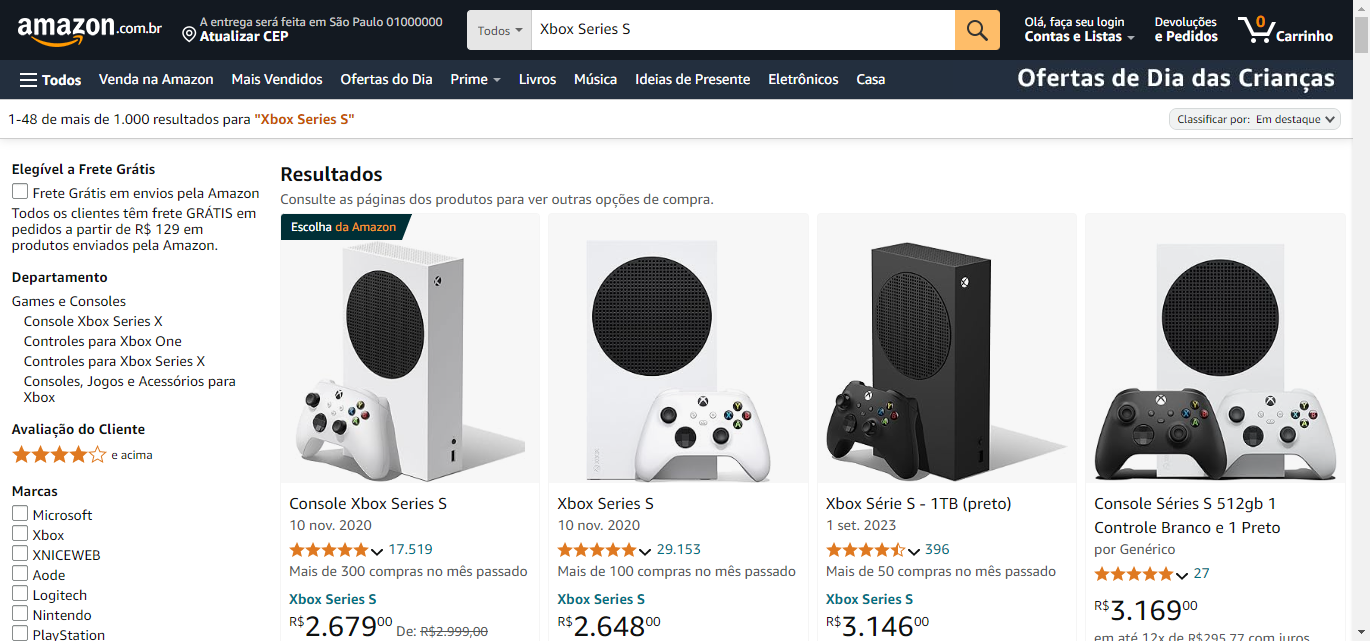 amazon.com.br
A entrega será feita em São Paulo 01000000
Atualizar CEP
Todos
Xbox Series S
Olá, faça seu login
Contas e Listas
Devoluções
e Pedidos
0
Carrinho
Todos
Venda na Amazon
Mais Vendidos
Ofertas do Dia
Prime
Livros
Música
Ideias de Presente
Eletrônicos
Casa
Ofertas de Dia das Crianças
1-48 de mais de 1.000 resultados para "Xbox Series S"
Classificar por: Em destaque
Elegível a Frete Grátis
Frete Grátis em envios pela Amazon
Todos os clientes têm frete GRÁTIS em
pedidos a partir de R$ 129 em
produtos enviados pela Amazon.
Departamento
Games e Consoles
Console Xbox Series X
Controles para Xbox One
Controles para Xbox Series X
Consoles, Jogos e Acessórios para
Xbox
Avaliação do Cliente
e acima
Marcas
Microsoft
Xbox
XNICEWEB
Aode
Logitech
Nintendo
PlayStation
Resultados
Consulte as páginas dos produtos para ver outras opções de compra.
Escolha da Amazon
Console Xbox Series S
10 nov. 2020
17.519
Mais de 300 compras no mês passado
Xbox Series S
R$2.67900 De: R$2.999,00
Xbox Series S
10 nov. 2020
29.153
Mais de 100 compras no mês passado
Xbox Series S
R$2.64800
Xbox Série S - 1TB (preto)
1 set. 2023
396
Mais de 50 compras no mês passado
Xbox Series S
R$3.14600
Console Séries S 512gb 1
Controle Branco e 1 Preto
por Genérico
27
R$3.16900
em até 12x de R$295,77 com juros